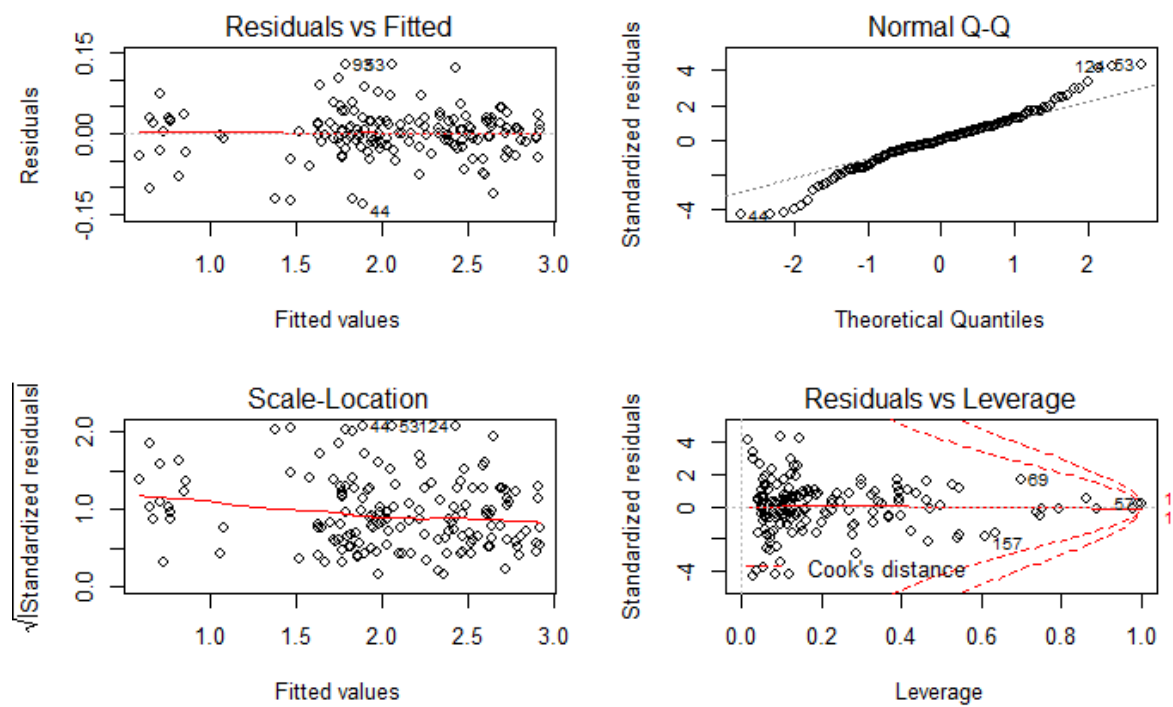 Residuals vs Fitted
Residuals
0.15
0.00
-0.15
93
53
44
1.0 1.5 2.0 2.5 3.0
Fitted values
Normal Q-Q
Standardized residuals
4
2
0
-4
124
53
44
-2 -1 0 1 2
Theoretical Quantiles
Scale-Location
√|Standardized residuals|
2.0
1.0
0.0
44 53 124
1.0 1.5 2.0 2.5 3.0
Fitted values
Residuals vs Leverage
Standardized residuals
4
2
0
-4
69
57
157
1
1
Cook's distance
0.0 0.2 0.4 0.6 0.8 1.0
Leverage